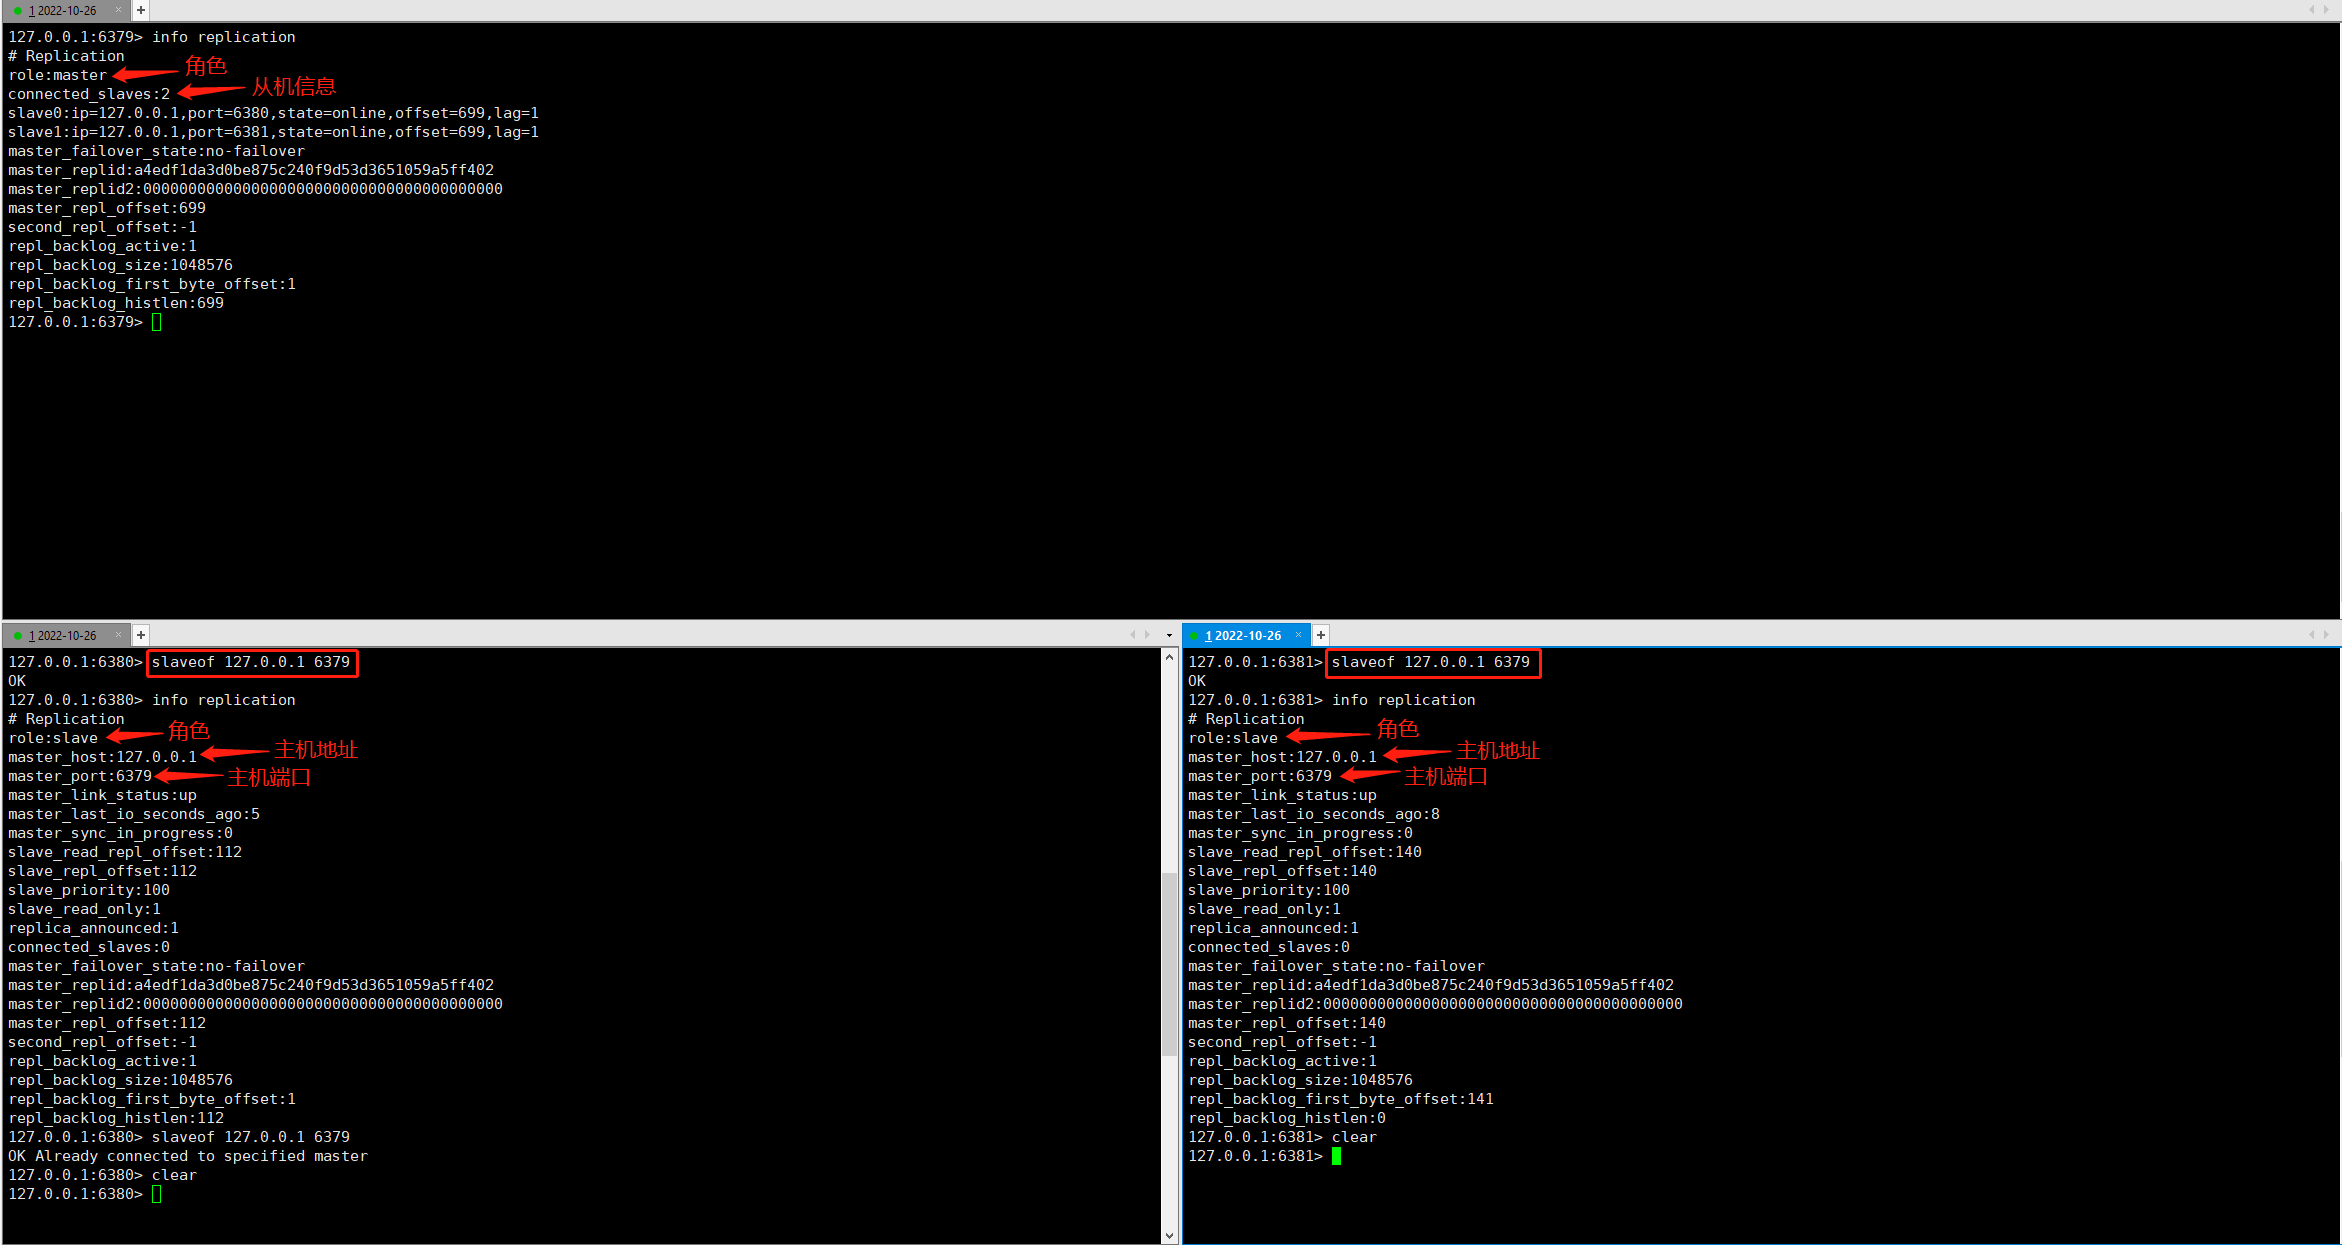 1 2022-10-26
127.0.0.1:6379> info replication
# Replication
role:master 角色
connected_slaves:2 从机信息
slave0:ip=127.0.0.1,port=6380,state=online,offset=699,lag=1
slave1:ip=127.0.0.1,port=6381,state=online,offset=699,lag=1
master_failover_state:no-failover
master_replid:a4edf1da3d0be875c240f9d53d3651059a5ff402
master_replid2:0000000000000000000000000000000000000000
master_repl_offset:699
second_repl_offset:-1
repl_backlog_active:1
repl_backlog_size:1048576
repl_backlog_first_byte_offset:1
repl_backlog_histlen:699
127.0.0.1:6379>
1 2022-10-26
127.0.0.1:6380> slaveof 127.0.0.1 6379
OK
127.0.0.1:6380> info replication
# Replication
role:slave 角色
master_host:127.0.0.1 主机地址
master_port:6379 主机端口
master_link_status:up
master_last_io_seconds_ago:5
master_sync_in_progress:0
slave_read_repl_offset:112
slave_repl_offset:112
slave_priority:100
slave_read_only:1
replica_announced:1
connected_slaves:0
master_failover_state:no-failover
master_replid:a4edf1da3d0be875c240f9d53d3651059a5ff402
master_replid2:0000000000000000000000000000000000000000
master_repl_offset:112
second_repl_offset:-1
repl_backlog_active:1
repl_backlog_size:1048576
repl_backlog_first_byte_offset:1
repl_backlog_histlen:112
127.0.0.1:6380> slaveof 127.0.0.1 6379
OK Already connected to specified master
127.0.0.1:6380> clear
127.0.0.1:6380>
1 2022-10-26
127.0.0.1:6381> slaveof 127.0.0.1 6379
OK
127.0.0.1:6381> info replication
# Replication
role:slave 角色
master_host:127.0.0.1 主机地址
master_port:6379 主机端口
master_link_status:up
master_last_io_seconds_ago:8
master_sync_in_progress:0
slave_read_repl_offset:140
slave_repl_offset:140
slave_priority:100
slave_read_only:1
replica_announced:1
connected_slaves:0
master_failover_state:no-failover
master_replid:a4edf1da3d0be875c240f9d53d3651059a5ff402
master_replid2:0000000000000000000000000000000000000000
master_repl_offset:140
second_repl_offset:-1
repl_backlog_active:1
repl_backlog_size:1048576
repl_backlog_first_byte_offset:141
repl_backlog_histlen:0
127.0.0.1:6381> clear
127.0.0.1:6381>